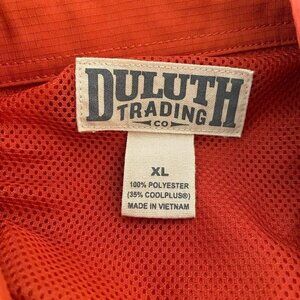 DULUTH
TRADING
CO
XL
100% POLYESTER
(35% COOLPLUS®)
MADE IN VIETNAM